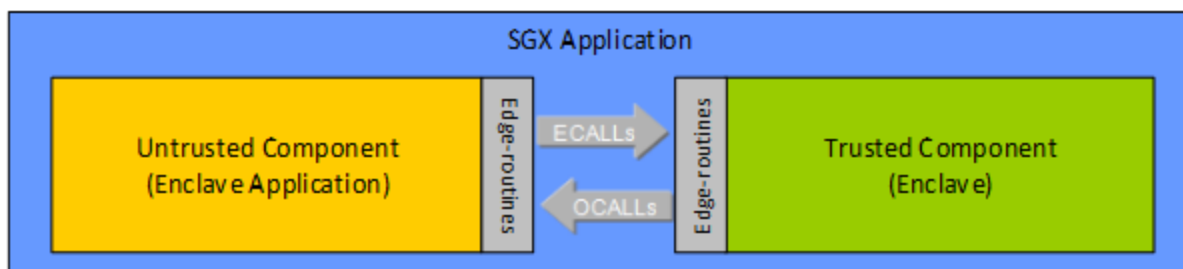 SGX Application
Untrusted Component
(Enclave Application)
Edge-routines
ECALLs
OCALLs
Edge-routines
Trusted Component
(Enclave)